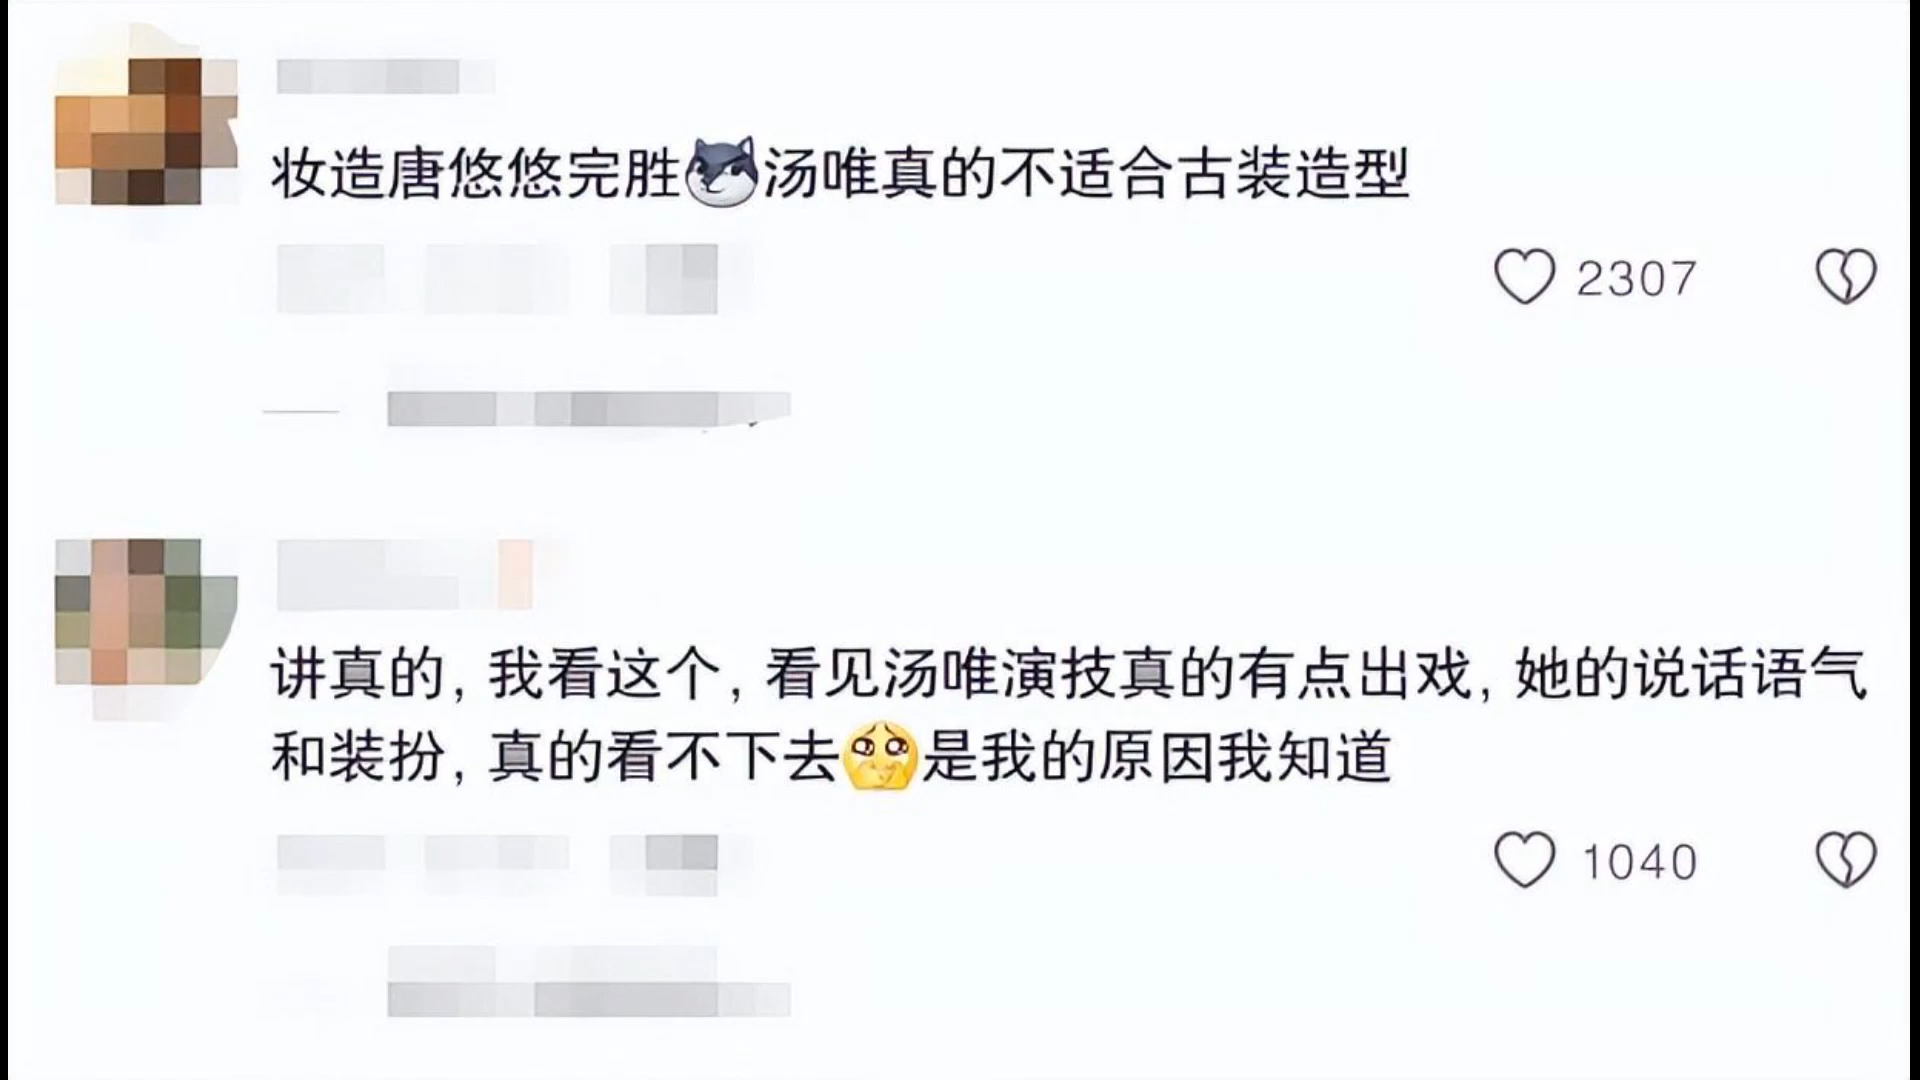 妆造唐悠悠完胜汤唯真的不适合古装造型
2307
讲真的，我看这个，看见汤唯演技真的有点出戏，她的说话语气
和装扮，真的看不下去是我的原因我知道
1040